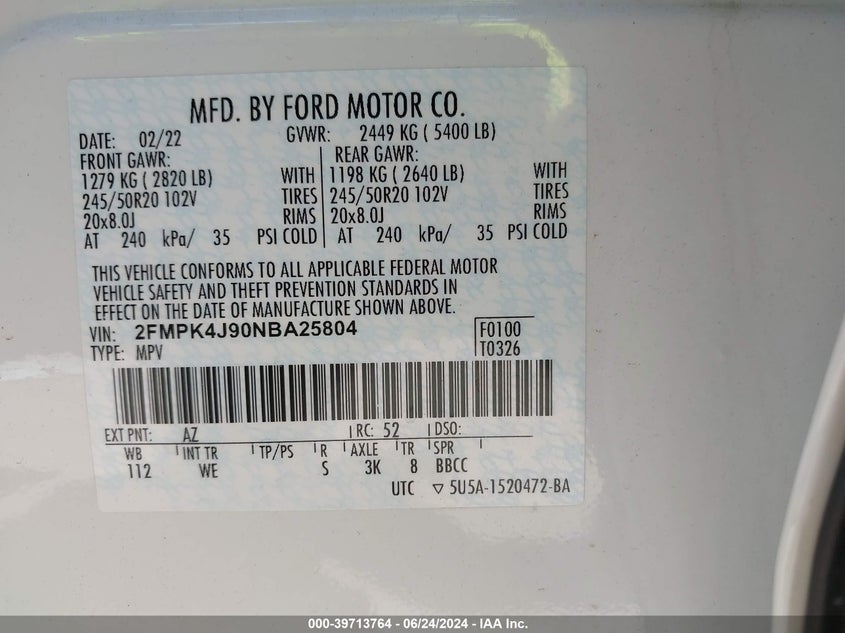 MFD. BY FORD MOTOR CO.
DATE: 02/22 GVWR: 2449 KG ( 5400 LB)
FRONT GAWR: REAR GAWR:
1279 KG ( 2820 LB) WITH 1198 KG ( 2640 LB) WITH
245/50R20 102V TIRES 245/50R20 102V TIRES
20x8.0J RIMS 20x8.0J RIMS
AT 240 kPa/ 35 PSI COLD AT 240 kPa/ 35 PSI COLD
THIS VEHICLE CONFORMS TO ALL APPLICABLE FEDERAL MOTOR
VEHICLE SAFETY AND THEFT PREVENTION STANDARDS IN
EFFECT ON THE DATE OF MANUFACTURE SHOWN ABOVE.
VIN: 2FMPK4J90NBA25804 F0100
TYPE: MPV T0326
EXT PNT: AZ RC: 52 DSO:
WB INT TR TP/PS R AXLE TR SPR
112 WE S 3K 8 BBCC
UTC ▽ 5U5A-1520472-BA
000-39713764 - 06/24/2024 - IAA Inc.